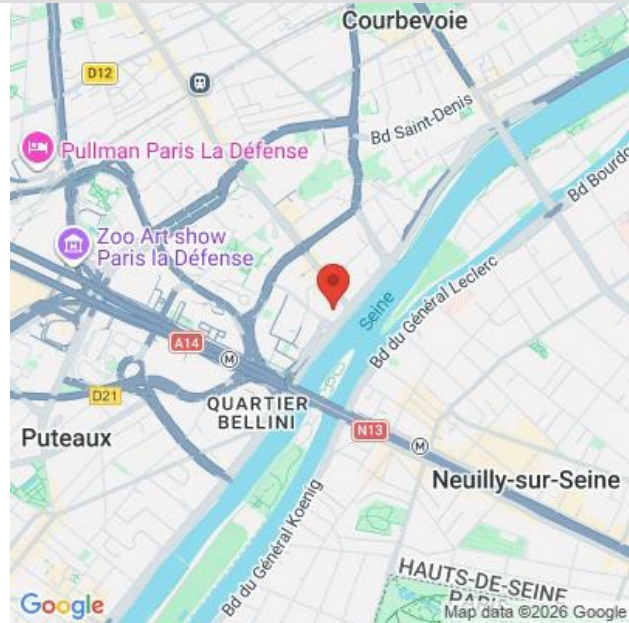 Courbevoie
D12
Bd Saint-Denis
Pullman Paris La Défense
Bd Bourdo
Zoo Art show
Paris la Défense
Seine
Bd du Général Leclerc
A14
M
D21
QUARTIER
BELLINI
N13
M
Puteaux
Neuilly-sur-Seine
Bd du Général Koenig
HAUTS-DE-SEINE
PARIS
Google
Map data ©2026 Google